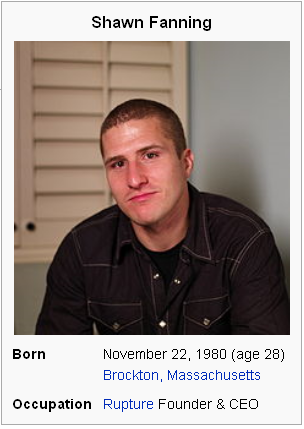 Shawn Fanning
Born November 22, 1980 (age 28)
Brockton, Massachusetts
Occupation Rupture Founder & CEO